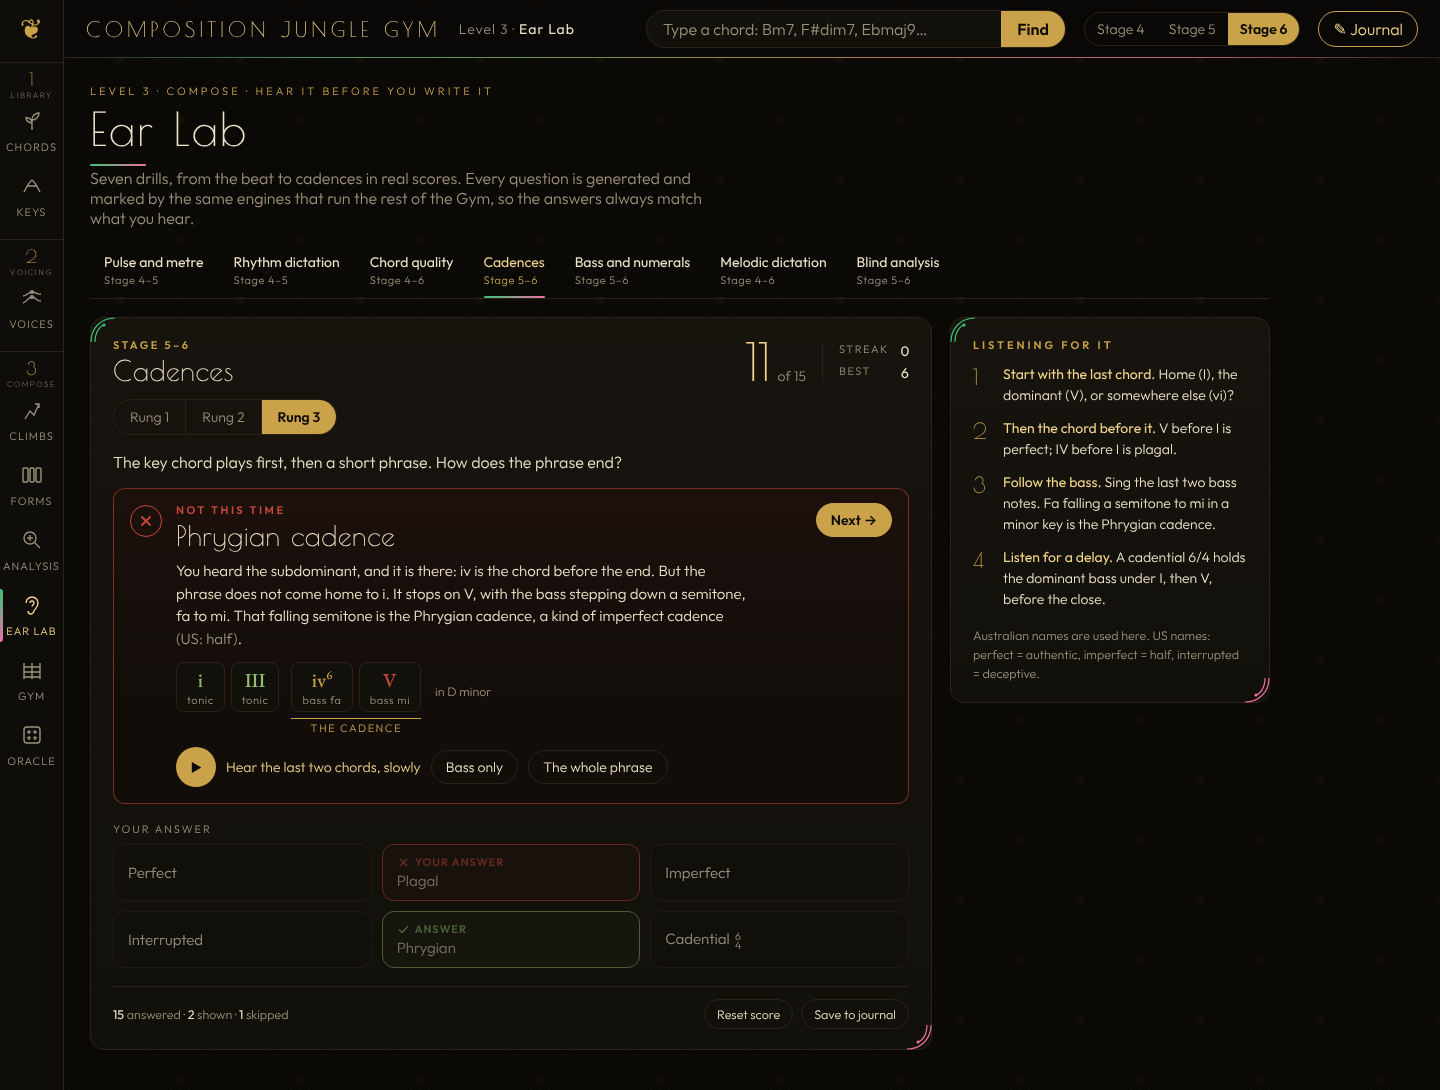 COMPOSITION JUNGLE GYM
Level 3 · Ear Lab
Type a chord: Bm7, F#dim7, Ebmaj9...
Find
Stage 4
Stage 5
Stage 6
✎ Journal
1
LIBRARY
CHORDS
KEYS
2
VOICING
VOICES
3
COMPOSE
CLIMBS
FORMS
ANALYSIS
EAR LAB
GYM
ORACLE
LEVEL 3 · COMPOSE · HEAR IT BEFORE YOU WRITE IT
Ear Lab
Seven drills, from the beat to cadences in real scores. Every question is generated and
marked by the same engines that run the rest of the Gym, so the answers always match
what you hear.
Pulse and metre
Stage 4–5
Rhythm dictation
Stage 4–5
Chord quality
Stage 4–6
Cadences
Stage 5–6
Bass and numerals
Stage 5–6
Melodic dictation
Stage 4–6
Blind analysis
Stage 5–6
STAGE 5–6
Cadences
11 of 15
STREAK 0
BEST 6
Rung 1
Rung 2
Rung 3
The key chord plays first, then a short phrase. How does the phrase end?
NOT THIS TIME
Phrygian cadence
Next →
You heard the subdominant, and it is there: iv is the chord before the end. But the
phrase does not come home to i. It stops on V, with the bass stepping down a semitone,
fa to mi. That falling semitone is the Phrygian cadence, a kind of imperfect cadence
(US: half).
i
tonic
III
tonic
iv⁶
bass fa
V
bass mi
in D minor
THE CADENCE
Hear the last two chords, slowly
Bass only
The whole phrase
YOUR ANSWER
Perfect
✕ YOUR ANSWER
Plagal
Imperfect
Interrupted
✓ ANSWER
Phrygian
Cadential 6
4
15 answered · 2 shown · 1 skipped
Reset score
Save to journal
LISTENING FOR IT
1
Start with the last chord. Home (I), the
dominant (V), or somewhere else (vi)?
2
Then the chord before it. V before I is
perfect; IV before I is plagal.
3
Follow the bass. Sing the last two bass
notes. Fa falling a semitone to mi in a
minor key is the Phrygian cadence.
4
Listen for a delay. A cadential 6/4 holds
the dominant bass under I, then V,
before the close.
Australian names are used here. US names:
perfect = authentic, imperfect = half, interrupted
= deceptive.